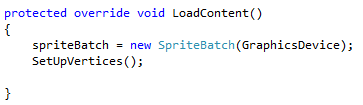 protected override void LoadContent()
{
    spriteBatch = new SpriteBatch(GraphicsDevice);
    SetUpVertices();
}